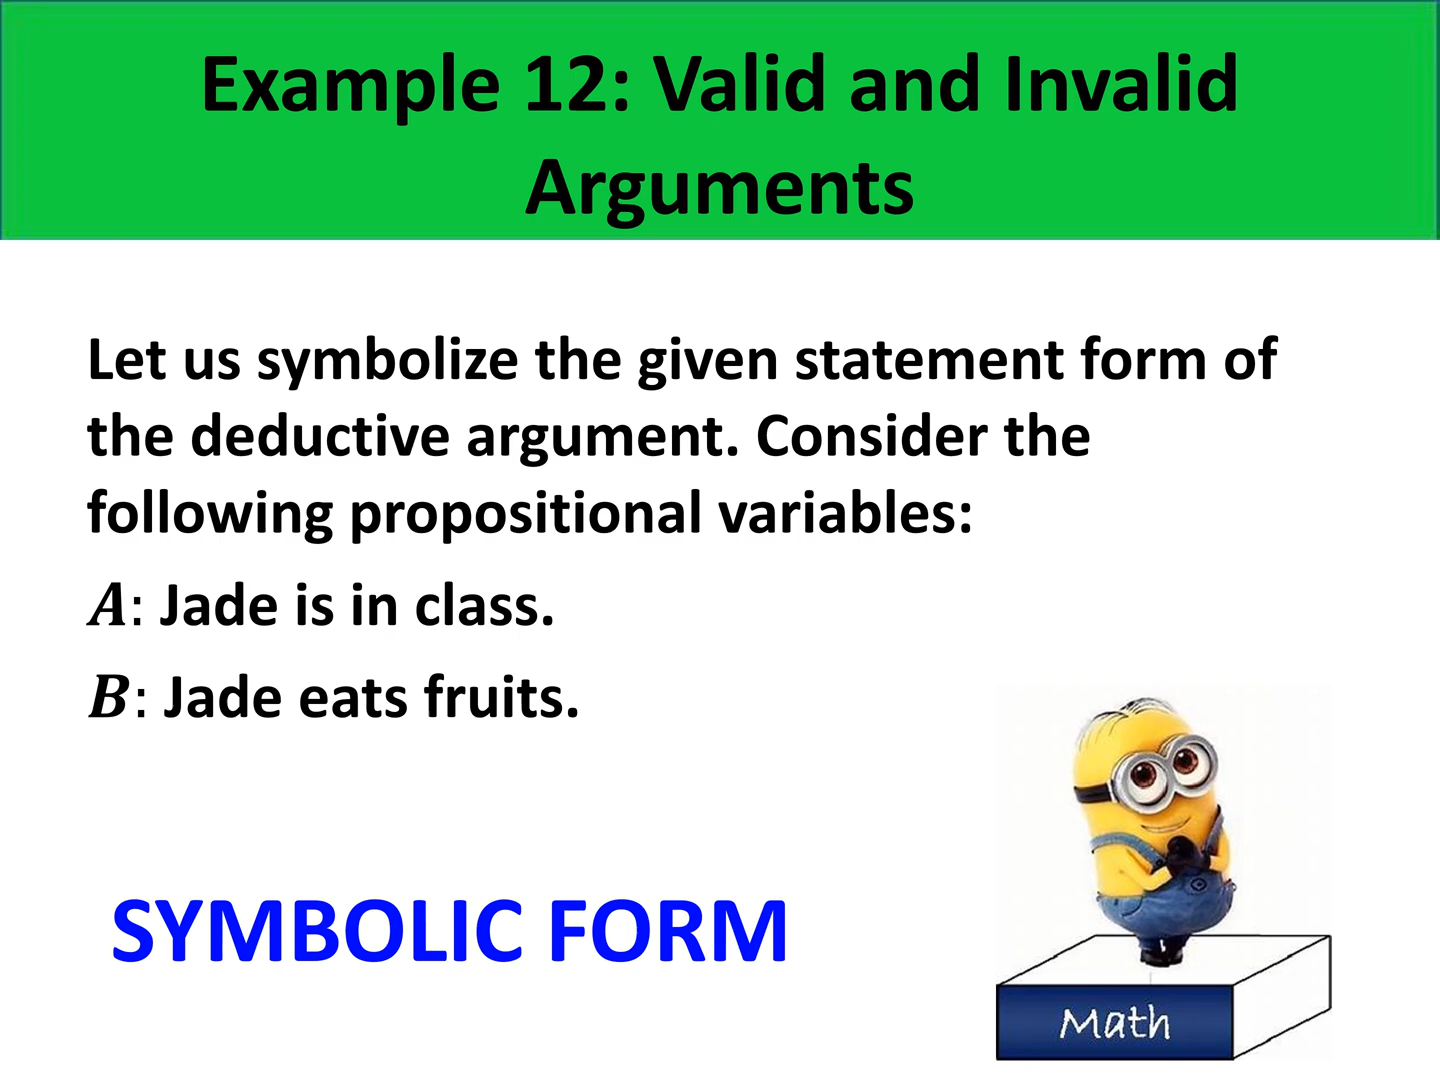 Example 12: Valid and Invalid
Arguments
Let us symbolize the given statement form of
the deductive argument. Consider the
following propositional variables:
A: Jade is in class.
B: Jade eats fruits.
SYMBOLIC FORM
Math